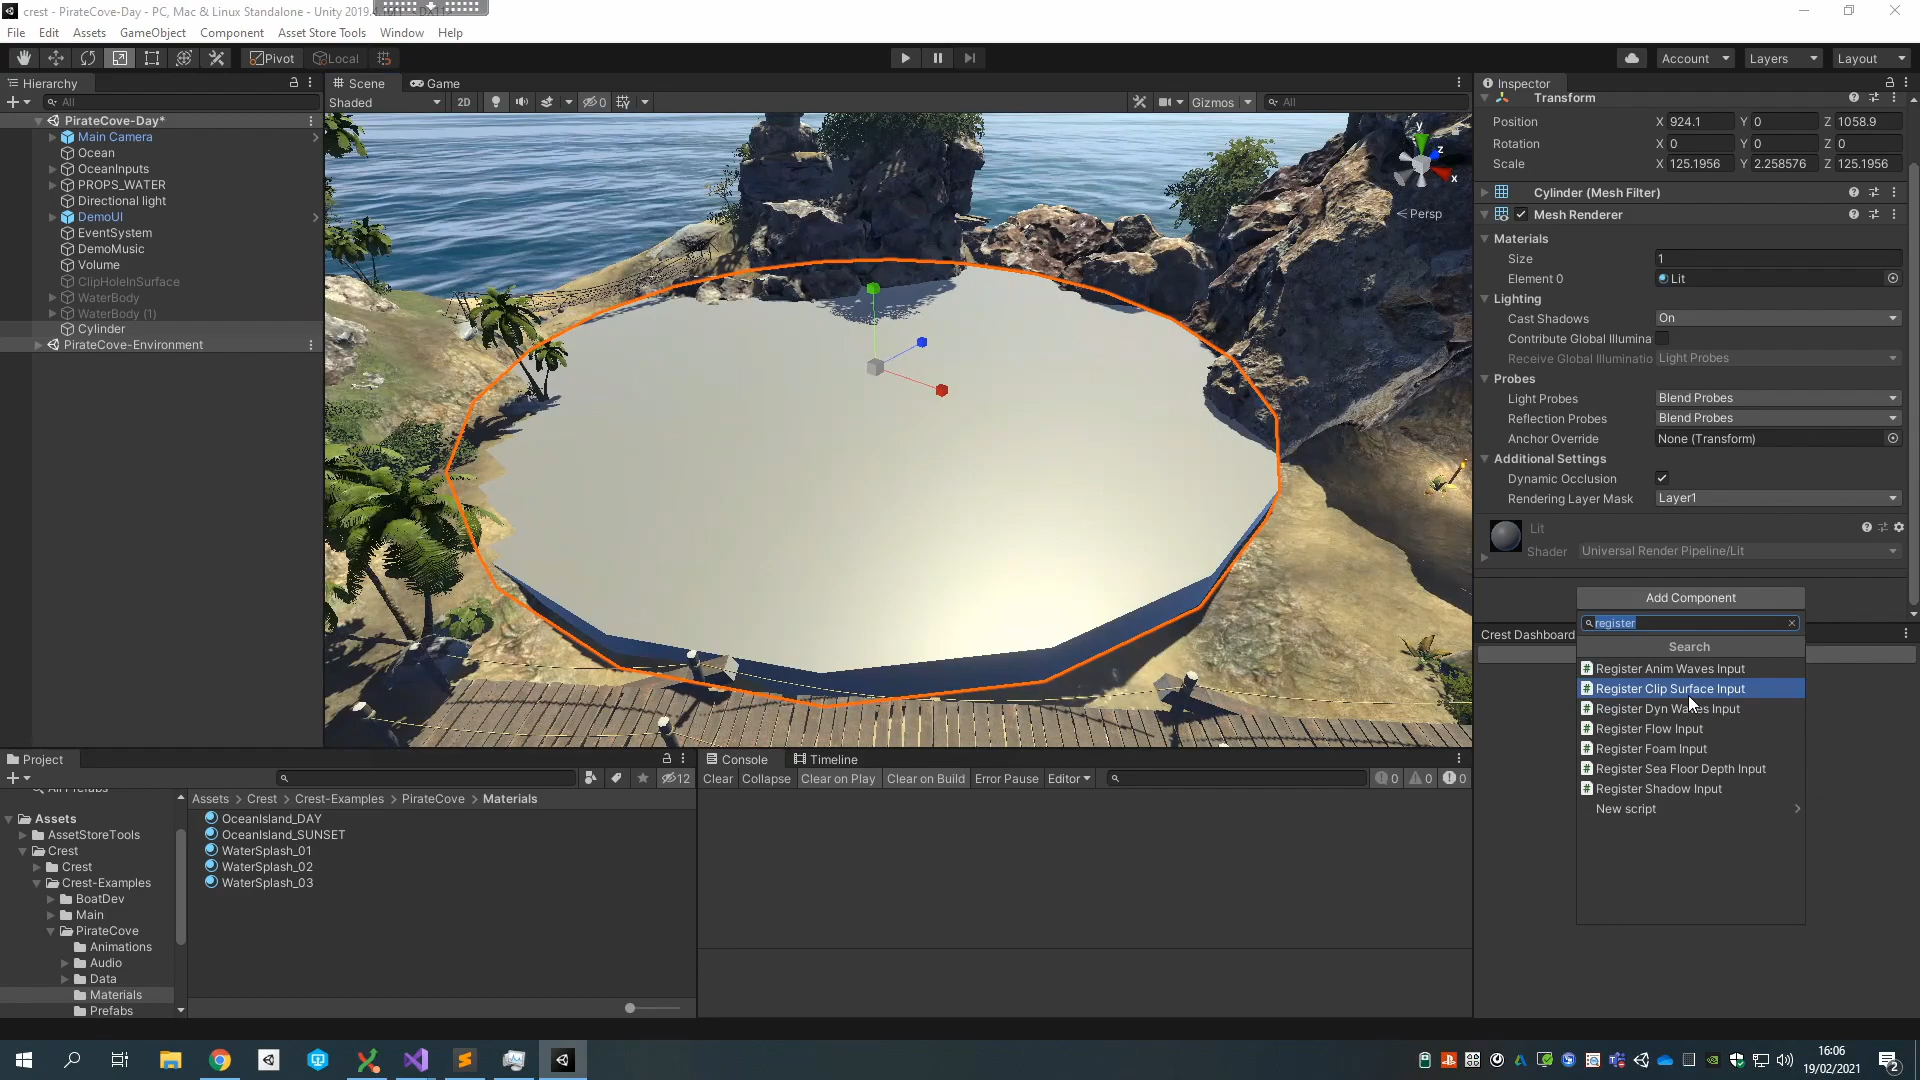 crest - PirateCove-Day - PC, Mac & Linux Standalone - Unity 2019.4
File Edit Assets GameObject Component Asset Store Tools Window Help
Pivot Local Account Layers Layout
Hierarchy
All
PirateCove-Day*
Main Camera
Ocean
OceanInputs
PROPS_WATER
Directional light
DemoUI
EventSystem
DemoMusic
Volume
ClipHoleInSurface
WaterBody
WaterBody (1)
Cylinder
PirateCove-Environment
Scene Game
Shaded 2D 0 Gizmos All
y
z
x
Persp
Inspector
Transform
Position X 924.1 Y 0 Z 1058.9
Rotation X 0 Y 0 Z 0
Scale X 125.1956 Y 2.258576 Z 125.1956
Cylinder (Mesh Filter)
Mesh Renderer
Materials
Size 1
Element 0 Lit
Lighting
Cast Shadows On
Contribute Global Illumina
Receive Global Illuminatio Light Probes
Probes
Light Probes Blend Probes
Reflection Probes Blend Probes
Anchor Override None (Transform)
Additional Settings
Dynamic Occlusion
Rendering Layer Mask Layer1
Lit
Shader Universal Render Pipeline/Lit
Add Component
register
Crest Dashboard
Search
Register Anim Waves Input
Register Clip Surface Input
Register Dyn Waves Input
Register Flow Input
Register Foam Input
Register Sea Floor Depth Input
Register Shadow Input
New script
Project
12
All Prefabs
Assets
AssetStoreTools
Crest
Crest
Crest-Examples
BoatDev
Main
PirateCove
Animations
Audio
Data
Materials
Prefabs
Assets > Crest > Crest-Examples > PirateCove > Materials
OceanIsland_DAY
OceanIsland_SUNSET
WaterSplash_01
WaterSplash_02
WaterSplash_03
Console Timeline
Clear Collapse Clear on Play Clear on Build Error Pause Editor 0 0 0
16:06
19/02/2021
2